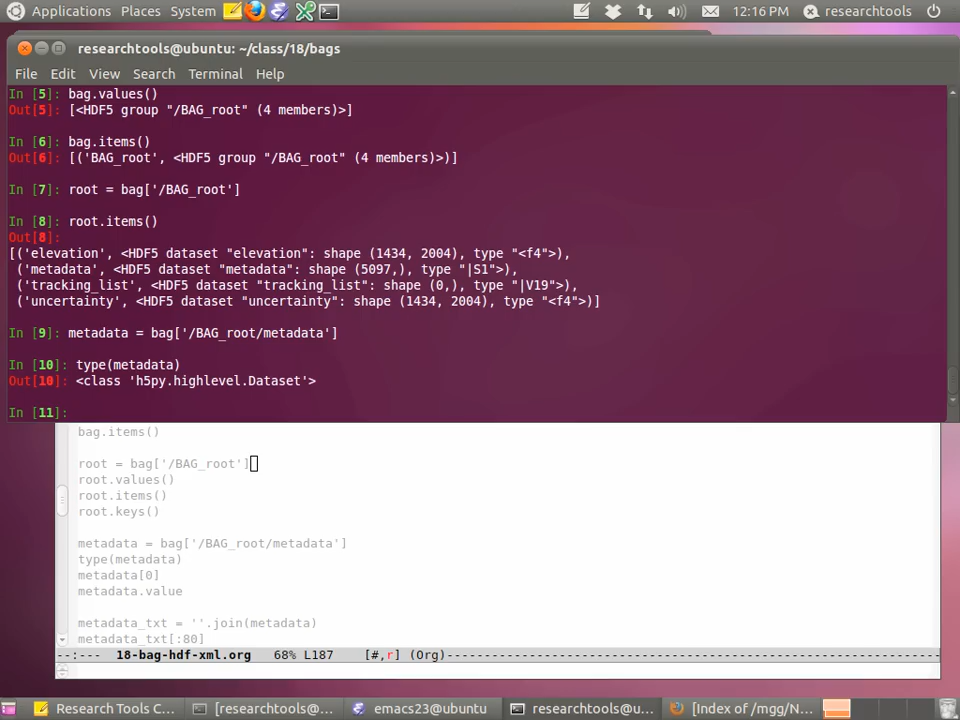 Applications Places System 12:16 PM researchtools
researchtools@ubuntu: ~/class/18/bags
File Edit View Search Terminal Help
In [5]: bag.values()
Out[5]: [<HDF5 group "/BAG_root" (4 members)>]
In [6]: bag.items()
Out[6]: [('BAG_root', <HDF5 group "/BAG_root" (4 members)>)]
In [7]: root = bag['/BAG_root']
In [8]: root.items()
Out[8]:
[('elevation', <HDF5 dataset "elevation": shape (1434, 2004), type "<f4">),
('metadata', <HDF5 dataset "metadata": shape (5097,), type "|S1">),
('tracking_list', <HDF5 dataset "tracking_list": shape (0,), type "|V19">),
('uncertainty', <HDF5 dataset "uncertainty": shape (1434, 2004), type "<f4">)]
In [9]: metadata = bag['/BAG_root/metadata']
In [10]: type(metadata)
Out[10]: <class 'h5py.highlevel.Dataset'>
In [11]:
bag.items()
root = bag['/BAG_root']
root.values()
root.items()
root.keys()
metadata = bag['/BAG_root/metadata']
type(metadata)
metadata[0]
metadata.value
metadata_txt = ''.join(metadata)
metadata_txt[:80]
--:--- 18-bag-hdf-xml.org 68% L187 [#,r] (Org)------------------------------------------------------------
Research Tools C... [researchtools@... emacs23@ubuntu researchtools@u... [Index of /mgg/N...